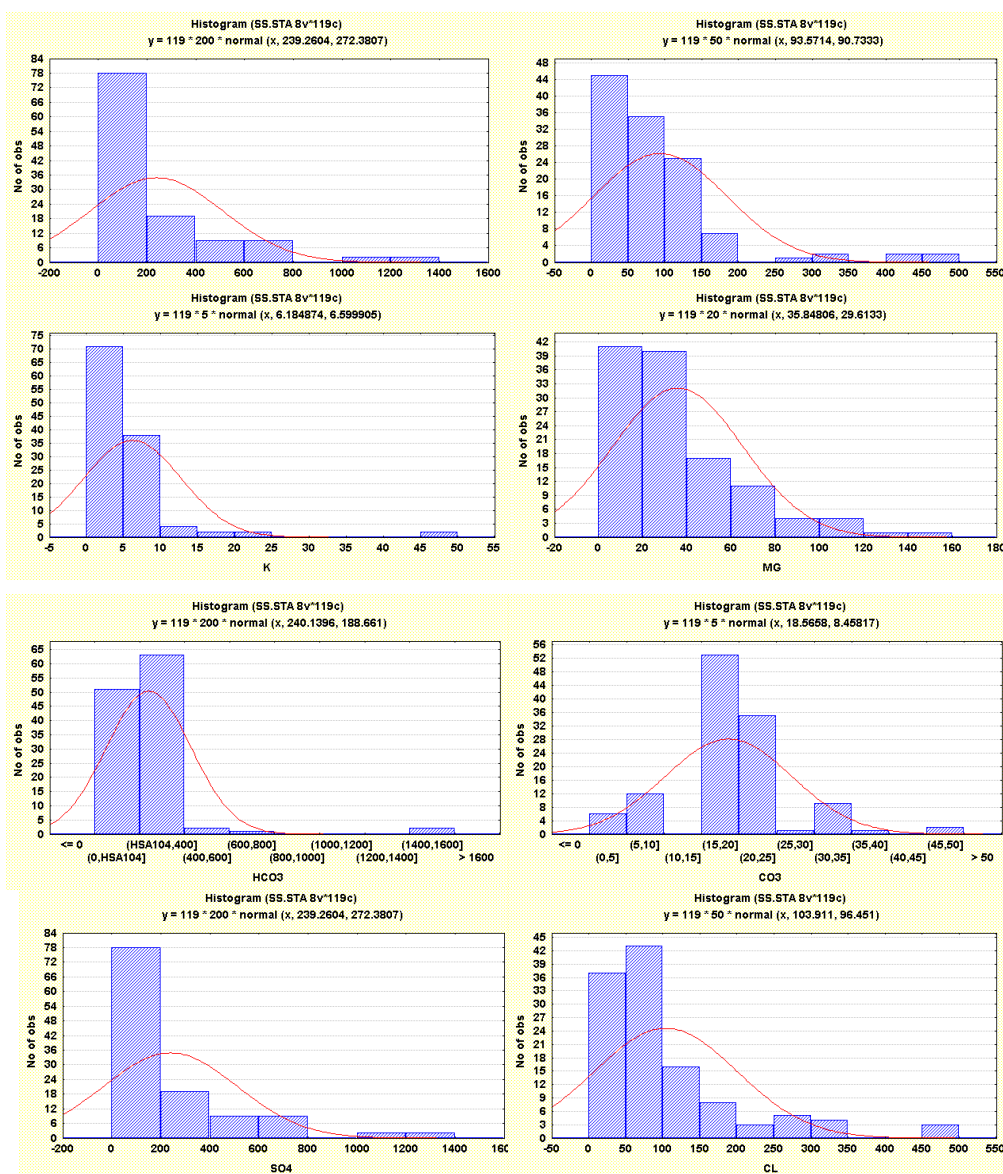 Histogram (SS.STA 8v*119c)
y = 119 * 200 * normal (x, 239.2604, 272.3807)
No of obs
84
78
72
66
60
54
48
42
36
30
24
18
12
6
0
-200 0 200 400 600 800 1000 1200 1400 1600
Histogram (SS.STA 8v*119c)
y = 119 * 50 * normal (x, 93.5714, 90.7333)
No of obs
48
44
40
36
32
28
24
20
16
12
8
4
0
-50 0 50 100 150 200 250 300 350 400 450 500 550
Histogram (SS.STA 8v*119c)
y = 119 * 5 * normal (x, 6.184874, 6.599905)
No of obs
75
70
65
60
55
50
45
40
35
30
25
20
15
10
5
0
-5 0 5 10 15 20 25 30 35 40 45 50 55
K
Histogram (SS.STA 8v*119c)
y = 119 * 20 * normal (x, 35.84806, 29.6133)
No of obs
42
39
36
33
30
27
24
21
18
15
12
9
6
3
0
-20 0 20 40 60 80 100 120 140 160 180
MG
Histogram (SS.STA 8v*119c)
y = 119 * 200 * normal (x, 240.1396, 188.661)
No of obs
65
60
55
50
45
40
35
30
25
20
15
10
5
0
<= 0 (HSA104,400] (600,800] (1000,1200] (1400,1600]
(0,HSA104] (400,600] (800,1000] (1200,1400] > 1600
HCO3
Histogram (SS.STA 8v*119c)
y = 119 * 5 * normal (x, 18.5658, 8.45817)
No of obs
56
52
48
44
40
36
32
28
24
20
16
12
8
4
0
<= 0 (5,10] (15,20] (25,30] (35,40] (45,50]
(0,5] (10,15] (20,25] (30,35] (40,45] > 50
CO3
Histogram (SS.STA 8v*119c)
y = 119 * 200 * normal (x, 239.2604, 272.3807)
No of obs
84
78
72
66
60
54
48
42
36
30
24
18
12
6
0
-200 0 200 400 600 800 1000 1200 1400 1600
SO4
Histogram (SS.STA 8v*119c)
y = 119 * 50 * normal (x, 103.911, 96.451)
No of obs
45
42
39
36
33
30
27
24
21
18
15
12
9
6
3
0
-50 0 50 100 150 200 250 300 350 400 450 500 550
CL